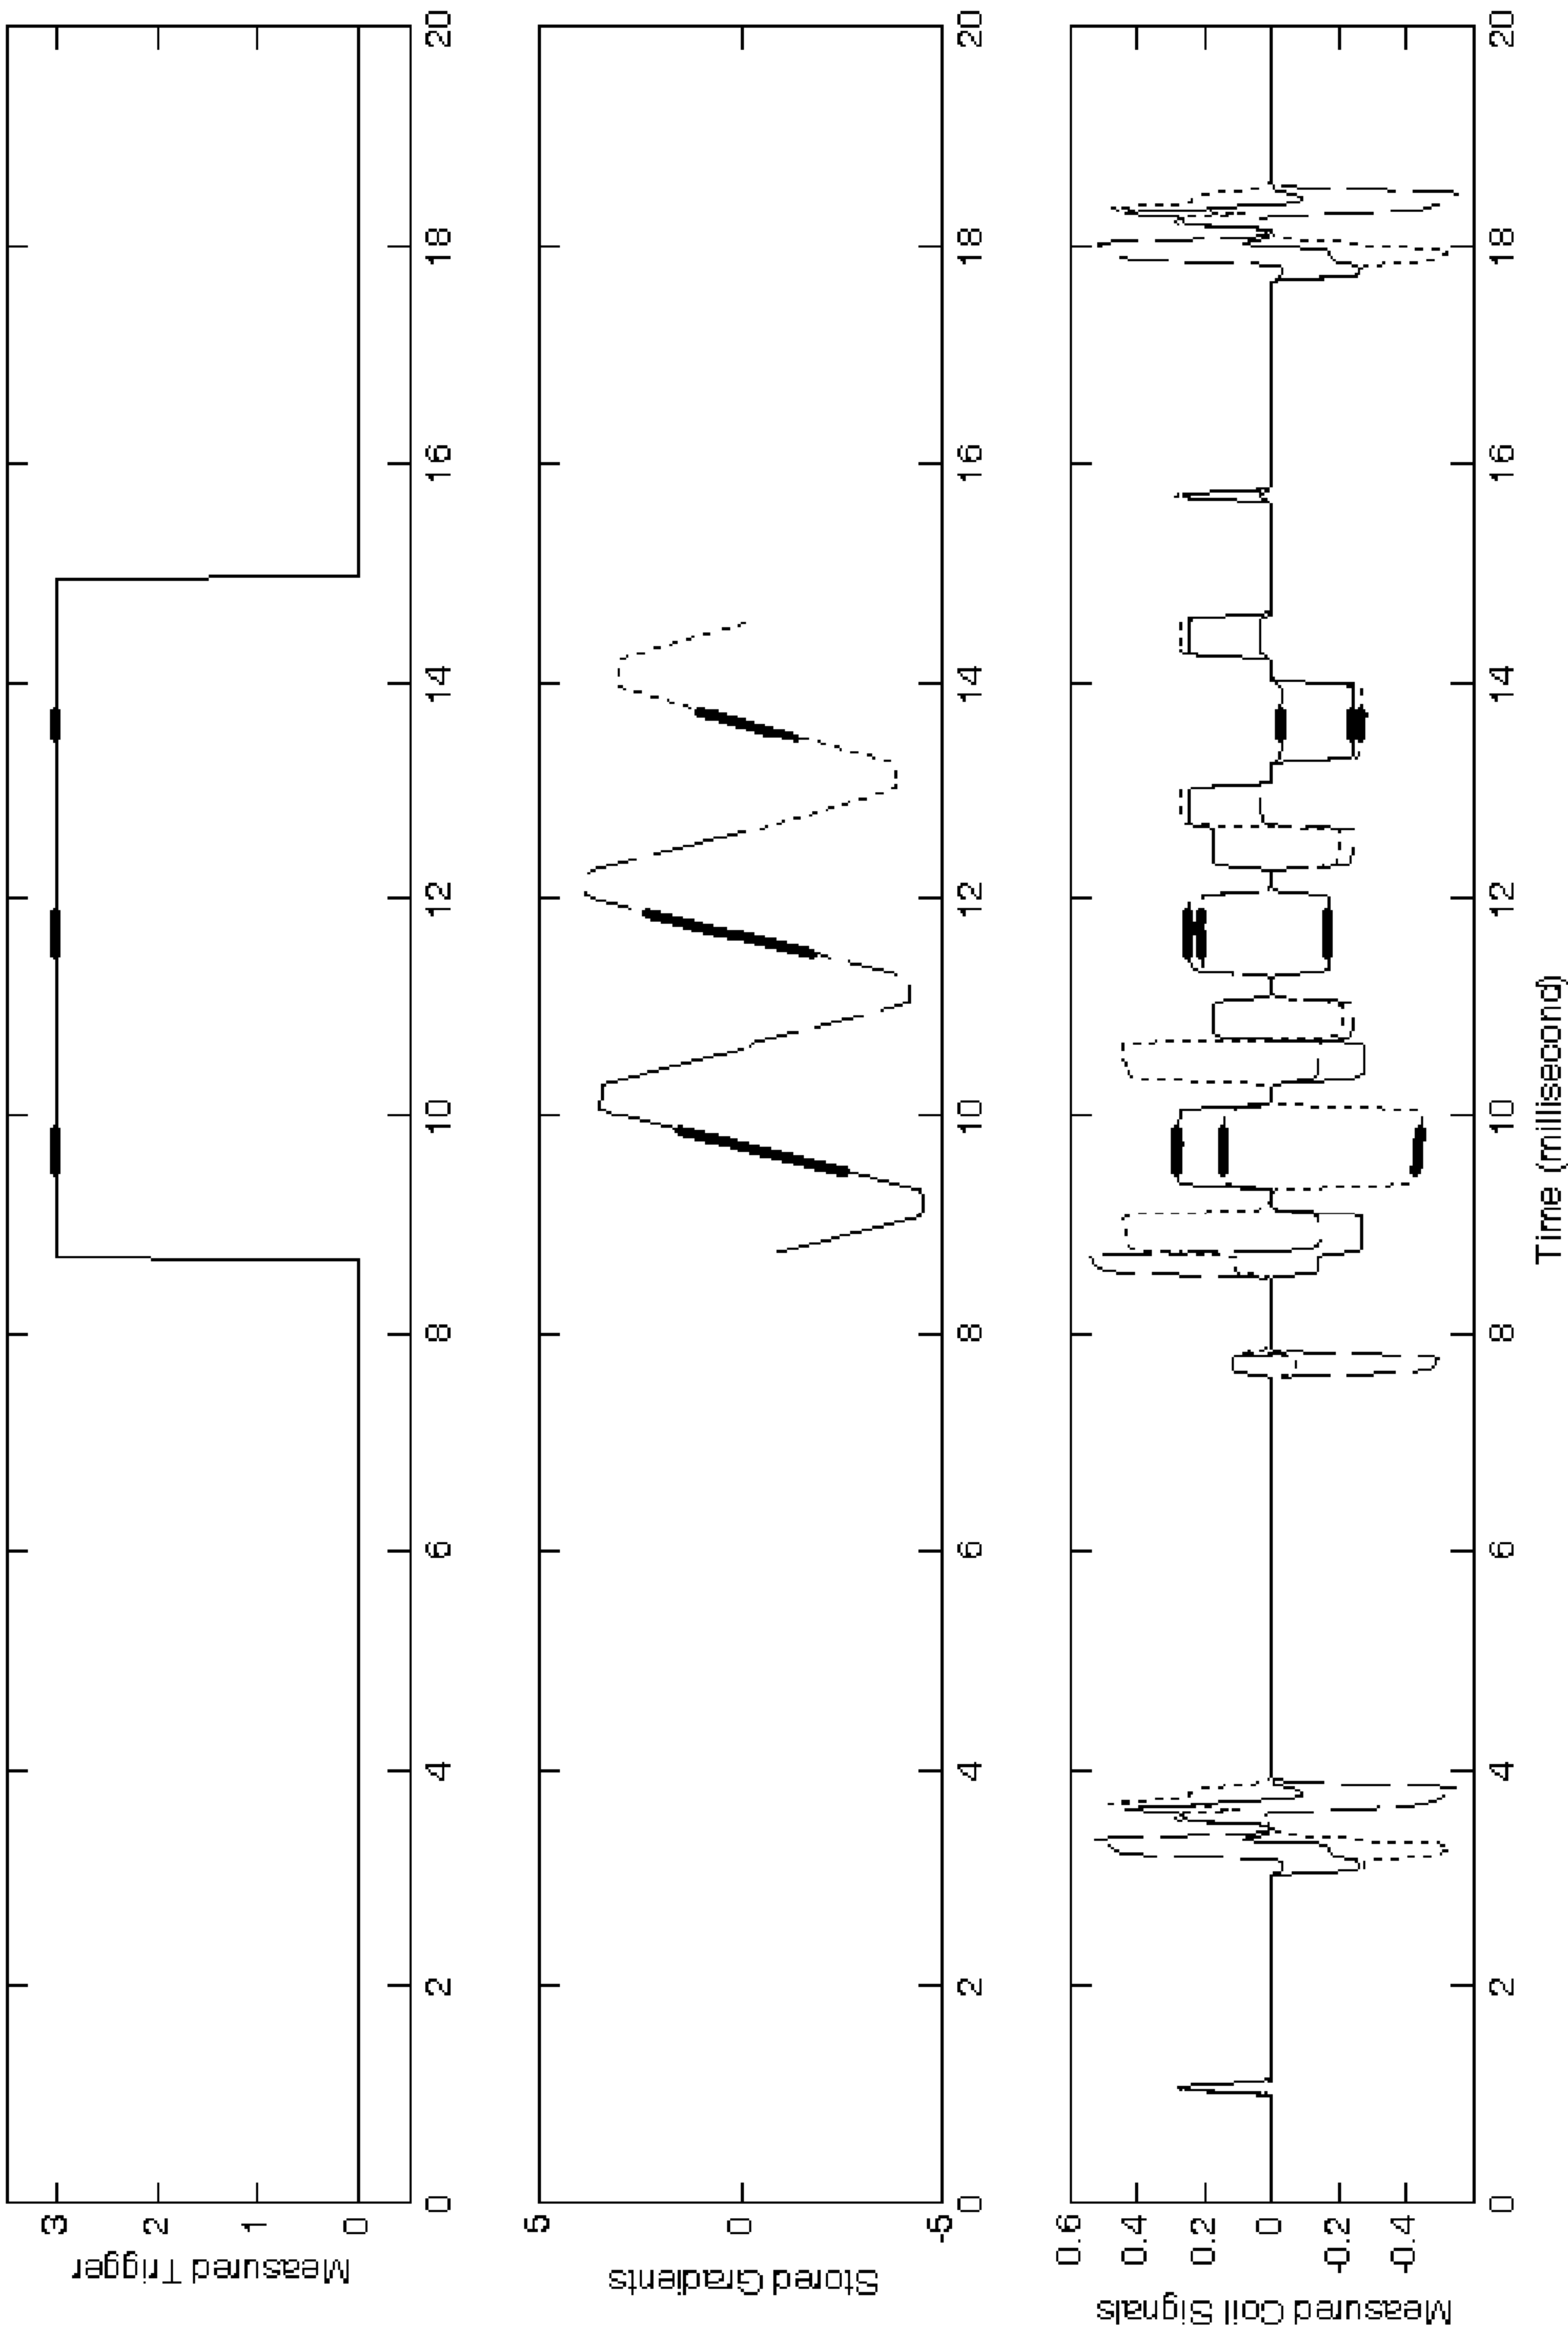 Measured Trigger
3
2
1
0
0 2 4 6 8 10 12 14 16 18 20
Stored Gradients
5
0
-5
0 2 4 6 8 10 12 14 16 18 20
Measured Coil Signals
0.6
0.4
0.2
0
-0.2
-0.4
0 2 4 6 8 10 12 14 16 18 20
Time (millisecond)